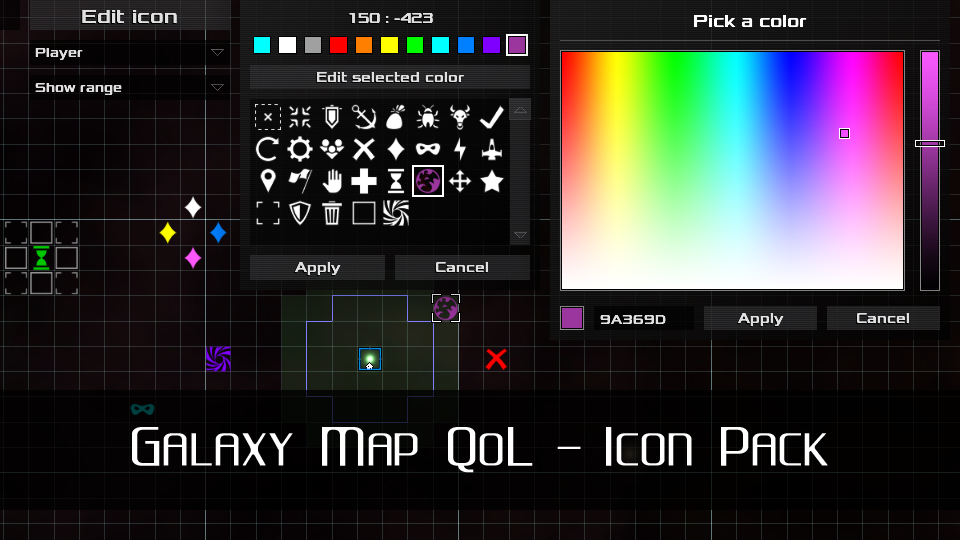 Edit icon
Player
Show range
150 : -423
Edit selected color
Apply
Cancel
Pick a color
9A369D
Apply
Cancel
Galaxy Map QoL – Icon Pack